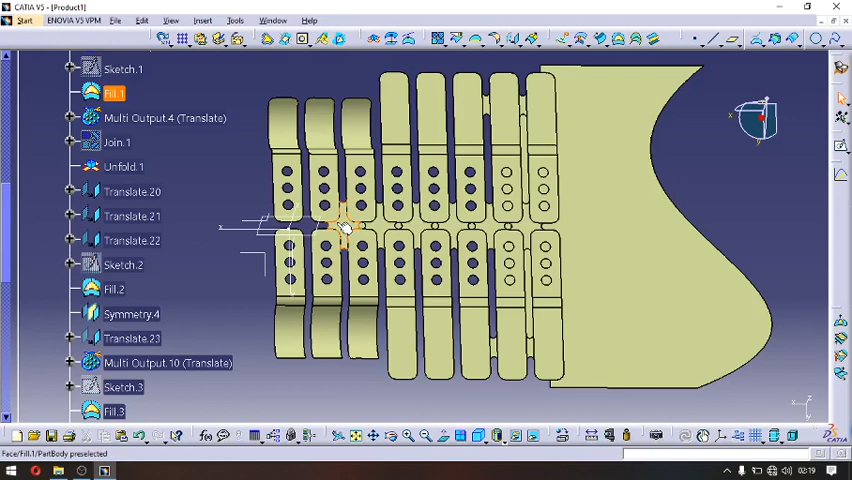 CATIA V5 - [Product1]
Start ENOVIA V5 VPM File Edit View Insert Tools Window Help
Sketch.1
Fill.1
Multi Output.4 (Translate)
Join.1
Unfold.1
Translate.20
Translate.21
Translate.22
Sketch.2
Fill.2
Symmetry.4
Translate.23
Multi Output.10 (Translate)
Sketch.3
Fill.3
x
x
y
x
z
y
f(x)
Face/Fill.1/PartBody preselected
02:19